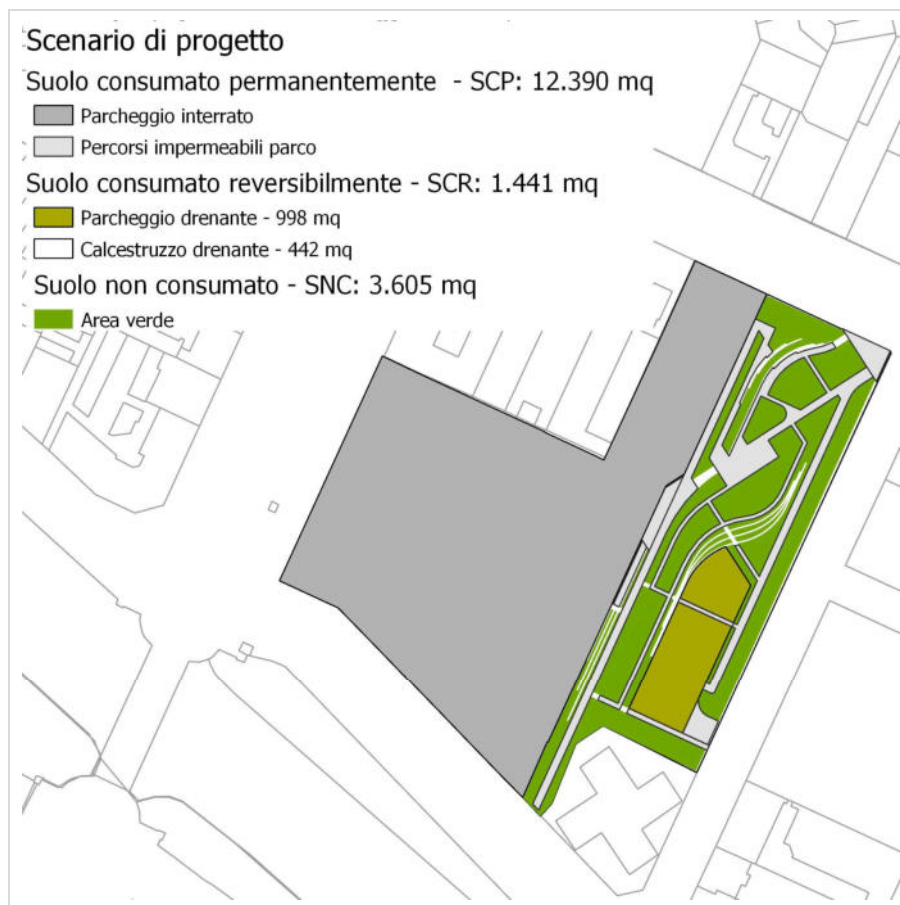 Scenario di progetto
Suolo consumato permanentemente - SCP: 12.390 mq
Parcheggio interrato
Percorsi impermeabili parco
Suolo consumato reversibilmente - SCR: 1.441 mq
Parcheggio drenante - 998 mq
Calcestruzzo drenante - 442 mq
Suolo non consumato - SNC: 3.605 mq
Area verde